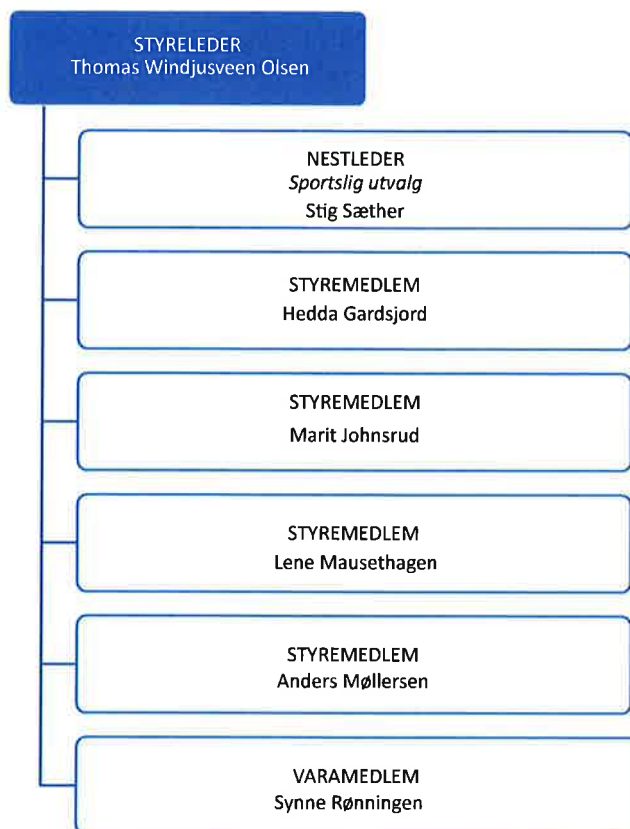 STYRELEDER
Thomas Windjusveen Olsen
NESTLEDER
Sportslig utvalg
Stig Sæther
STYREMEDLEM
Hedda Gardsjord
STYREMEDLEM
Marit Johnsrud
STYREMEDLEM
Lene Mausethagen
STYREMEDLEM
Anders Møllersen
VARAMEDLEM
Synne Rønningen